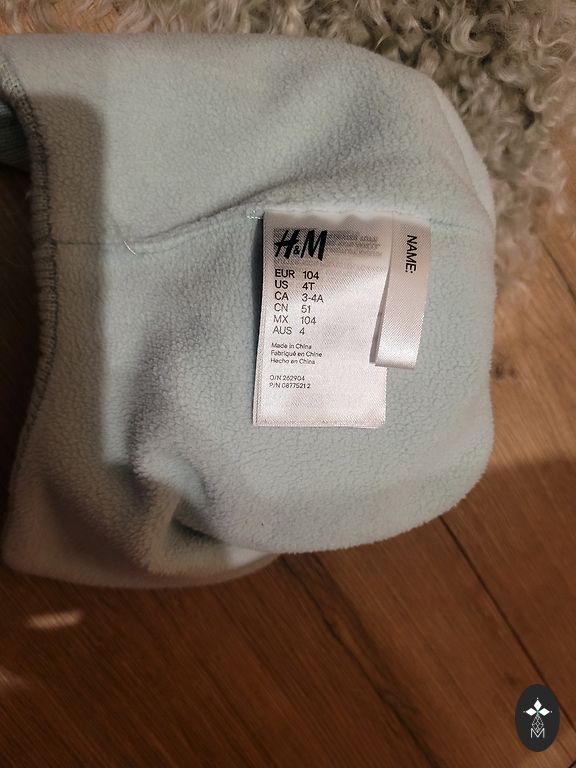 H&M
EUR 104
US 4T
CA 3-4A
CN 51
MX 104
AUS 4
Made in China
Fabriqué en Chine
Hecho en China
O/N 262904
P/N 08775212
NAME:
M